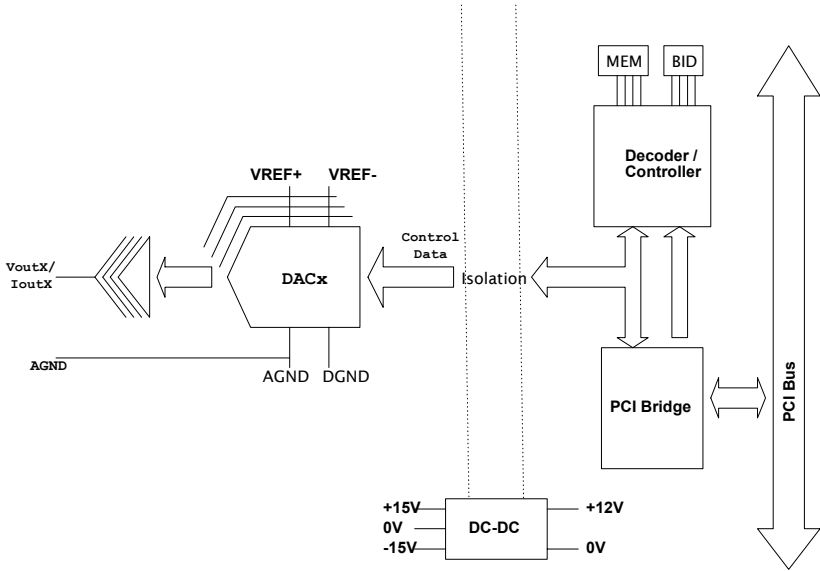 MEM
BID
Decoder /
Controller
VREF+
VREF-
Control
Data
VoutX/
IoutX
DACx
Isolation
AGND
AGND
DGND
PCI Bridge
PCI Bus
+15V
0V
-15V
DC-DC
+12V
0V